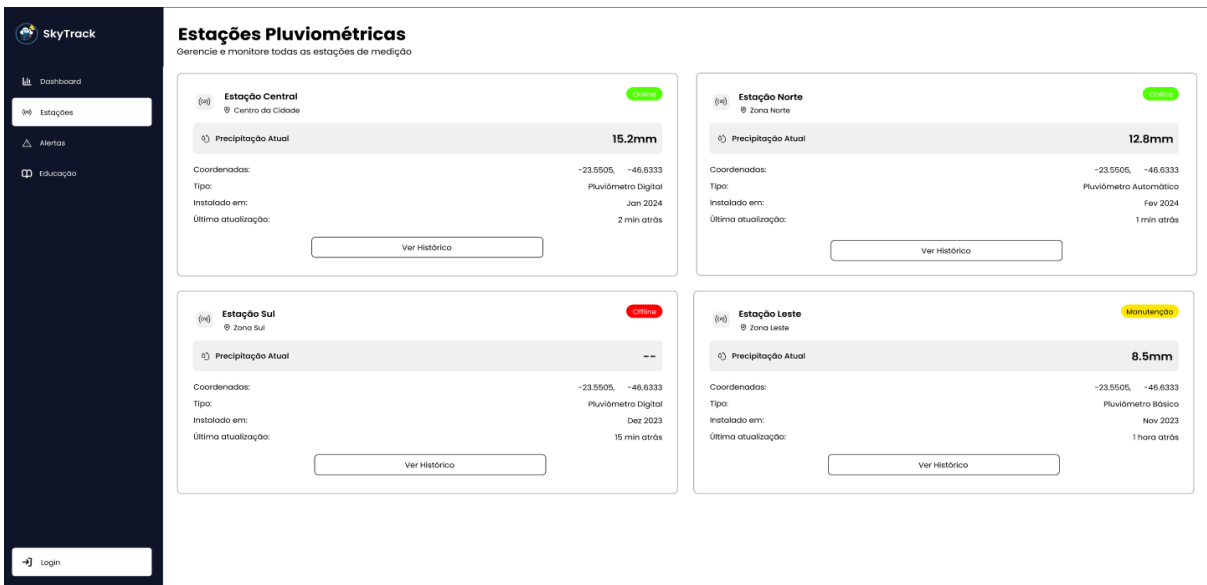 SkyTrack
Dashboard
Estações
Alertas
Educação
Login
Estações Pluviométricas
Gerencie e monitore todas as estações de medição
Estação Central
Online
Centro da Cidade
Precipitação Atual 15.2mm
Coordenadas: -23.5505, -46.6333
Tipo: Pluviômetro Digital
Instalado em: Jan 2024
Última atualização: 2 min atrás
Ver Histórico
Estação Norte
Online
Zona Norte
Precipitação Atual 12.8mm
Coordenadas: -23.5505, -46.6333
Tipo: Pluviômetro Automático
Instalado em: Fev 2024
Última atualização: 1 min atrás
Ver Histórico
Estação Sul
Offline
Zona Sul
Precipitação Atual --
Coordenadas: -23.5505, -46.6333
Tipo: Pluviômetro Digital
Instalado em: Dez 2023
Última atualização: 15 min atrás
Ver Histórico
Estação Leste
Manutenção
Zona Leste
Precipitação Atual 8.5mm
Coordenadas: -23.5505, -46.6333
Tipo: Pluviômetro Básico
Instalado em: Nov 2023
Última atualização: 1 hora atrás
Ver Histórico